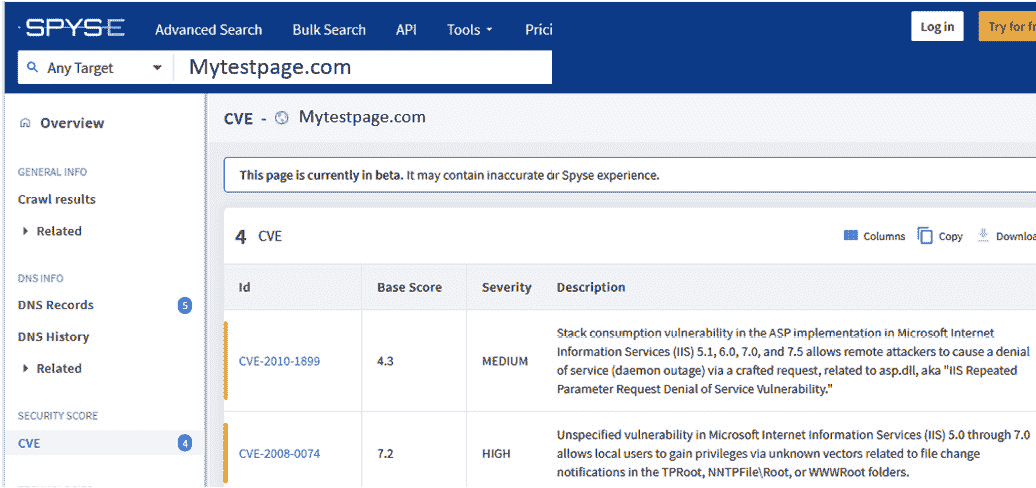 SPYSE
Advanced Search
Bulk Search
API
Tools
Prici
Log in
Try for fr
Any Target
Mytestpage.com
Overview
GENERAL INFO
Crawl results
Related
DNS INFO
DNS Records
5
DNS History
Related
SECURITY SCORE
CVE
4
CVE - Mytestpage.com
This page is currently in beta. It may contain inaccurate dr Spyse experience.
4 CVE
Columns
Copy
Downloa
Id
Base Score
Severity
Description
CVE-2010-1899
4.3
MEDIUM
Stack consumption vulnerability in the ASP implementation in Microsoft Internet
Information Services (IIS) 5.1, 6.0, 7.0, and 7.5 allows remote attackers to cause a denial
of service (daemon outage) via a crafted request, related to asp.dll, aka "IIS Repeated
Parameter Request Denial of Service Vulnerability."
CVE-2008-0074
7.2
HIGH
Unspecified vulnerability in Microsoft Internet Information Services (IIS) 5.0 through 7.0
allows local users to gain privileges via unknown vectors related to file change
notifications in the TPRoot, NNTPFile\Root, or WWWRoot folders.